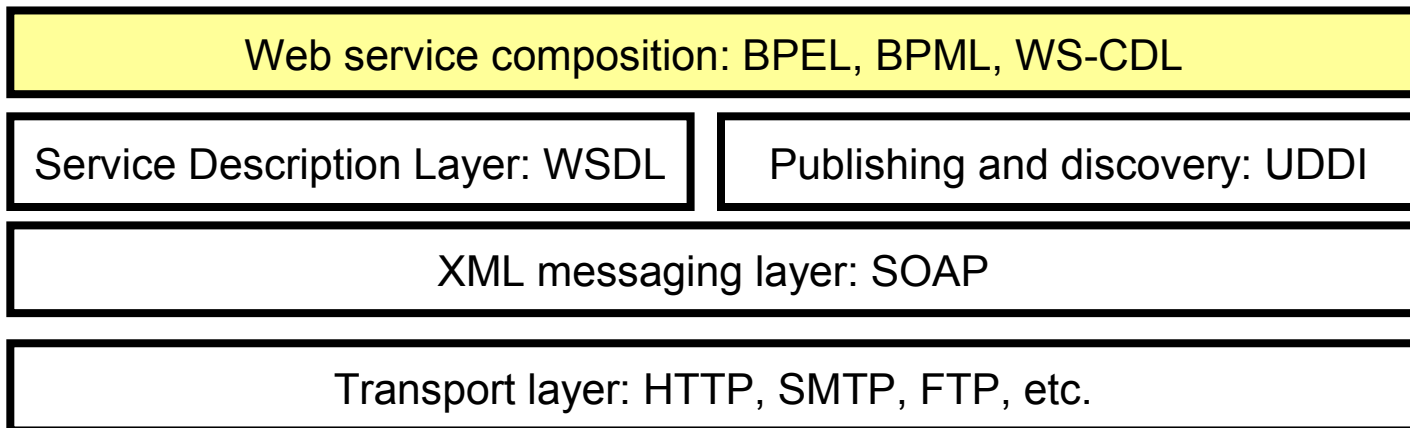 Web service composition: BPEL, BPML, WS-CDL
Service Description Layer: WSDL
Publishing and discovery: UDDI
XML messaging layer: SOAP
Transport layer: HTTP, SMTP, FTP, etc.